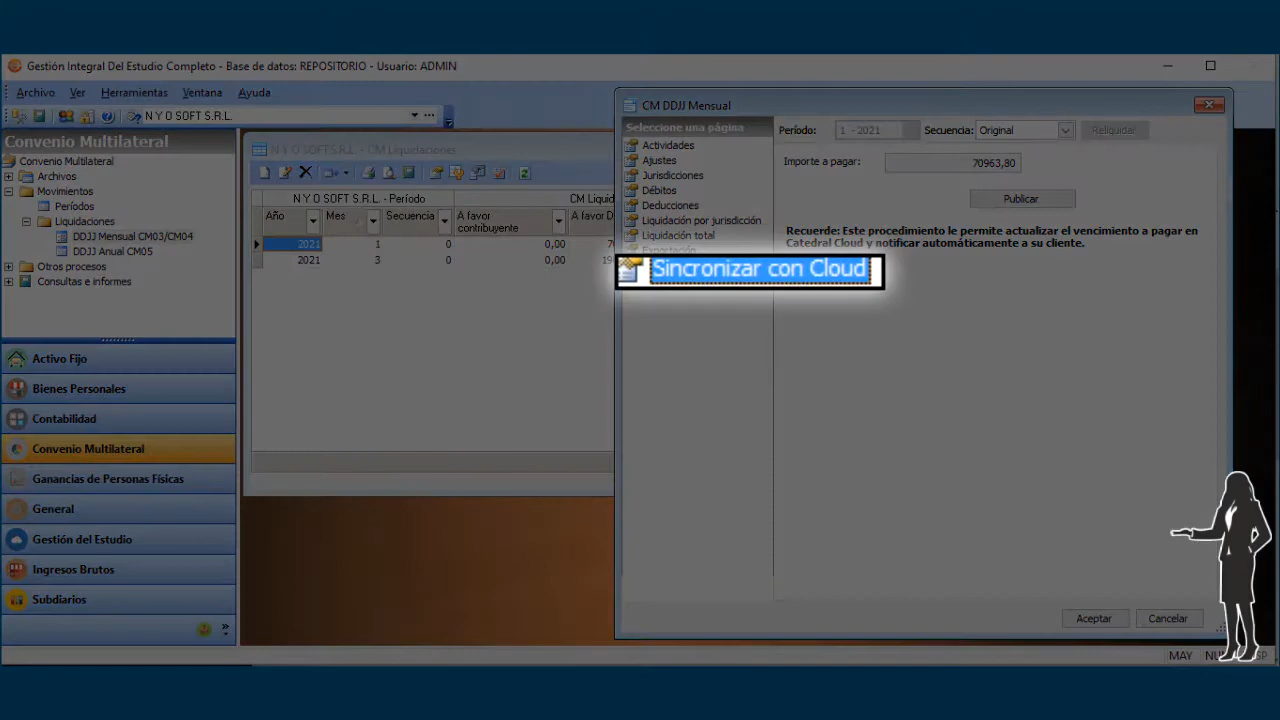 Gestión Integral Del Estudio Completo - Base de datos: REPOSITORIO - Usuario: ADMIN
Archivo Ver Herramientas Ventana Ayuda
N Y O SOFT S.R.L.
Convenio Multilateral
Convenio Multilateral
Archivos
Movimientos
Períodos
Liquidaciones
DDJJ Mensual CM03/CM04
DDJJ Anual CM05
Otros procesos
Consultas e informes
Activo Fijo
Bienes Personales
Contabilidad
Convenio Multilateral
Ganancias de Personas Físicas
General
Gestión del Estudio
Ingresos Brutos
Subdiarios
N Y O SOFT S.R.L. - CM Liquidaciones
N Y O SOFT S.R.L. - Período CM Liquid
Año Mes Secuencia A favor contribuyente A favor D
2021 1 0 0,00
2021 3 0 0,00
CM DDJJ Mensual
Seleccione una página
Actividades
Ajustes
Jurisdicciones
Débitos
Deducciones
Liquidación por jurisdicción
Liquidación total
Exportación
Sincronizar con Cloud
Período: 1 - 2021 Secuencia: Original Reliquidar
Importe a pagar: 70963,80
Publicar
Recuerde: Este procedimiento le permite actualizar el vencimiento a pagar en
Catedral Cloud y notificar automáticamente a su cliente.
Aceptar Cancelar
MAY